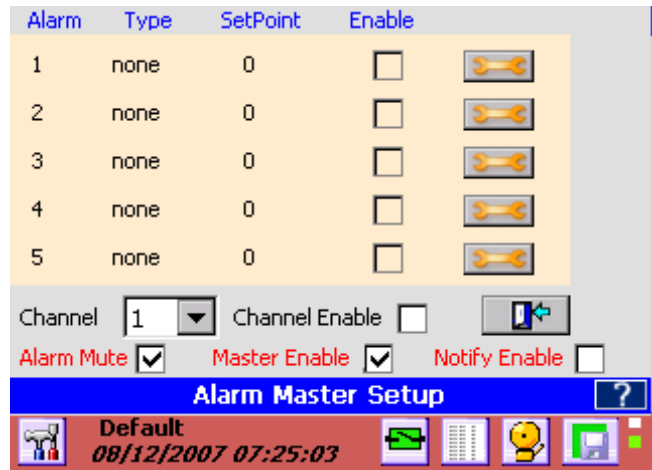 Alarm Type SetPoint Enable
1 none 0
2 none 0
3 none 0
4 none 0
5 none 0
Channel 1 Channel Enable
Alarm Mute Master Enable Notify Enable
Alarm Master Setup ?
Default
08/12/2007 07:25:03